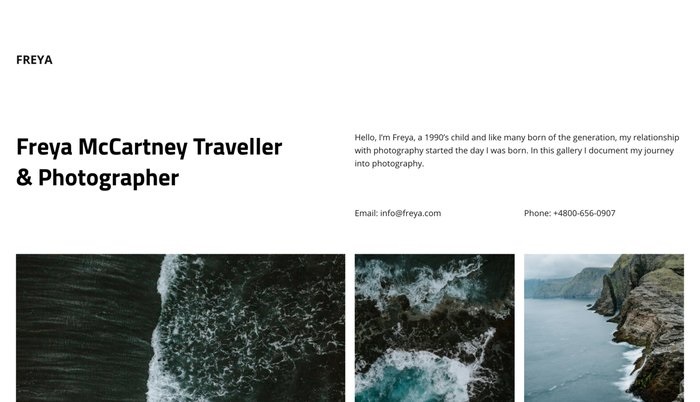 FREYA
Freya McCartney Traveller
& Photographer
Hello, I'm Freya, a 1990's child and like many born of the generation, my relationship
with photography started the day I was born. In this gallery I document my journey
into photography.
Email: info@freya.com
Phone: +4800-656-0907